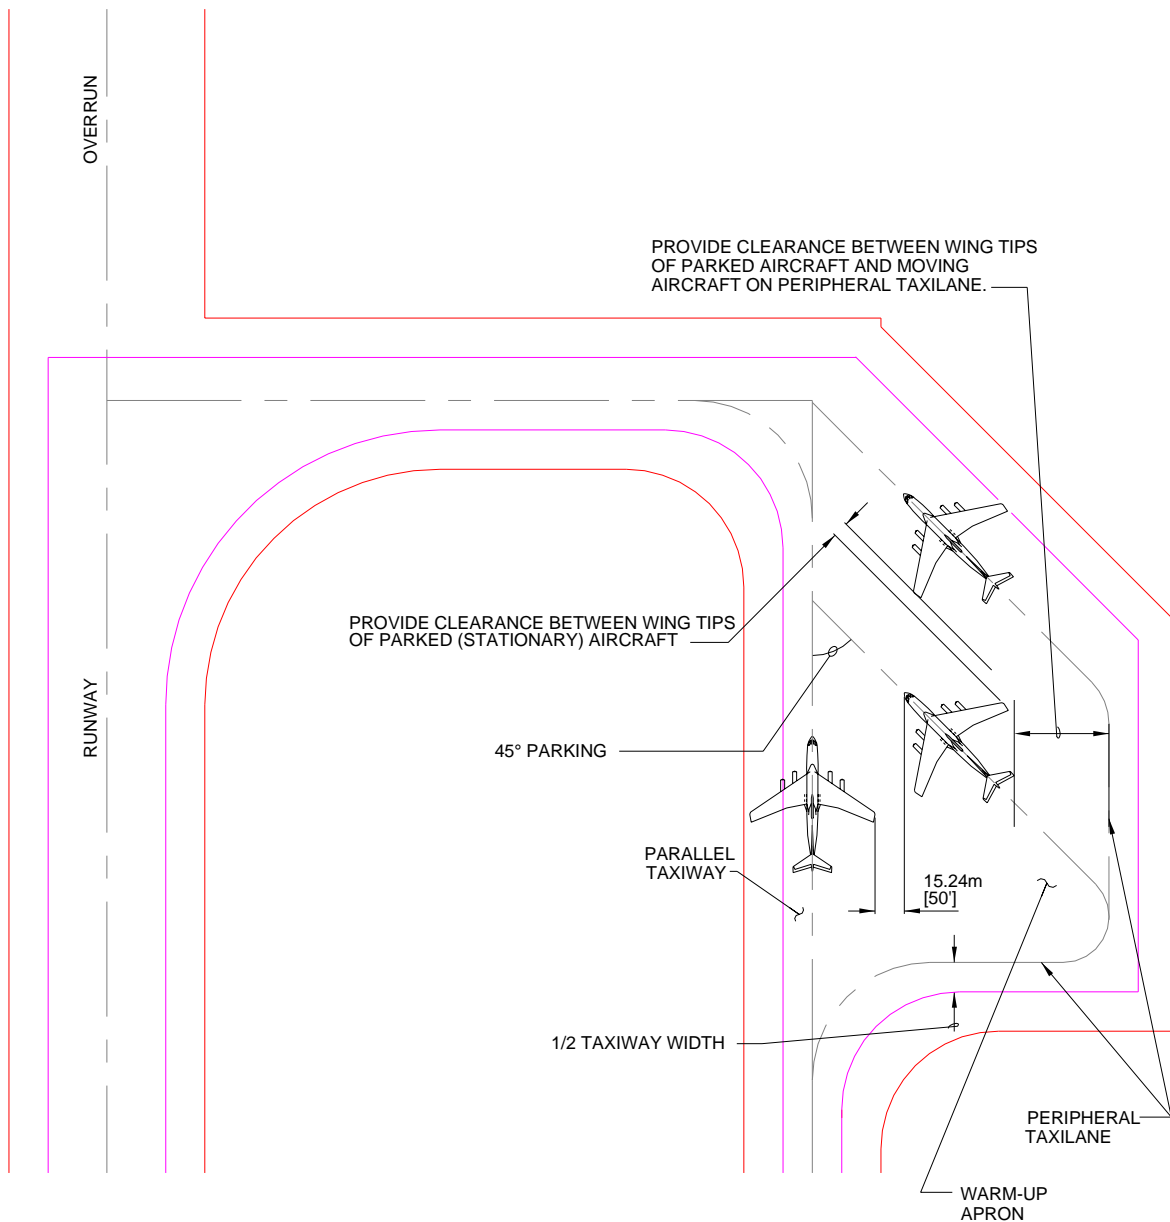 OVERRUN
PROVIDE CLEARANCE BETWEEN WING TIPS
OF PARKED AIRCRAFT AND MOVING
AIRCRAFT ON PERIPHERAL TAXILANE.
PROVIDE CLEARANCE BETWEEN WING TIPS
OF PARKED (STATIONARY) AIRCRAFT
RUNWAY
45° PARKING
PARALLEL
TAXIWAY
15.24m
[50']
1/2 TAXIWAY WIDTH
PERIPHERAL
TAXILANE
WARM-UP
APRON